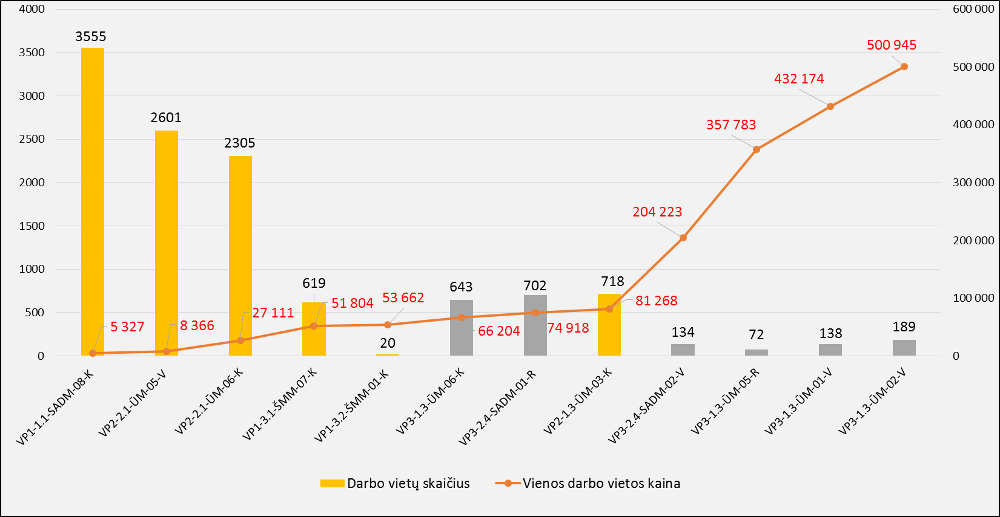 4000
3500
3000
2500
2000
1500
1000
500
0
600 000
500 000
400 000
300 000
200 000
100 000
0
3555
2601
2305
619
20
643
702
718
134
72
138
189
5 327
8 366
27 111
51 804
53 662
66 204
74 918
81 268
204 223
357 783
432 174
500 945
VP1-1.1-SADM-08-K
VP2-2.1-ŪM-05-V
VP2-2.1-ŪM-06-K
VP1-3.1-ŠMM-07-K
VP1-3.2-ŠMM-01-K
VP3-1.3-ŪM-06-K
VP3-2.4-SADM-01-R
VP2-1.3-ŪM-03-K
VP3-2.4-SADM-02-V
VP3-1.3-ŪM-05-R
VP3-1.3-ŪM-01-V
VP3-1.3-ŪM-02-V
Darbo vietų skaičius
Vienos darbo vietos kaina